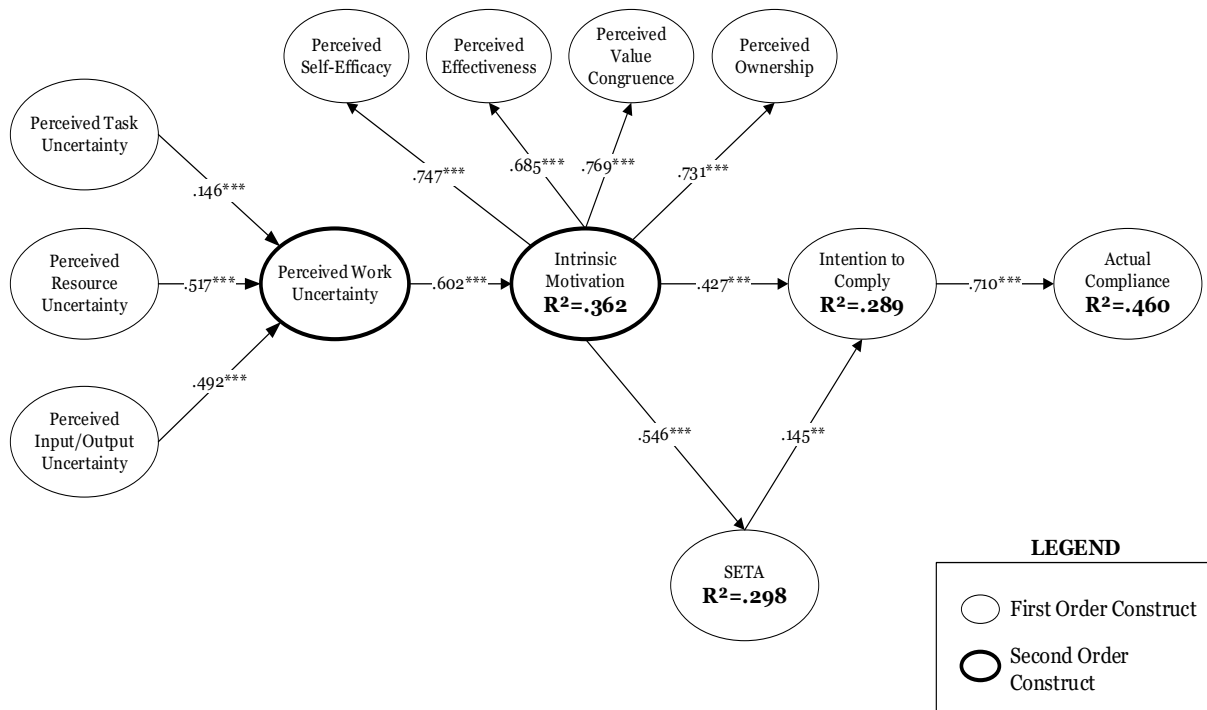 Perceived
Self-Efficacy
Perceived
Effectiveness
Perceived
Value
Congruence
Perceived
Ownership
Perceived Task
Uncertainty
.146***
.747***
.685***
.769***
.731***
Perceived
Resource
Uncertainty
.517***
Perceived Work
Uncertainty
.602***
Intrinsic
Motivation
R²=.362
.427***
Intention to
Comply
R²=.289
.710***
Actual
Compliance
R²=.460
Perceived
Input/Output
Uncertainty
.492***
.546***
.145**
SETA
R²=.298
LEGEND
First Order Construct
Second Order
Construct